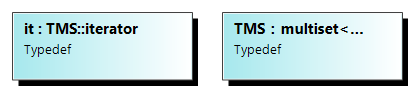 it : TMS::iterator
Typedef
TMS : multiset<...
Typedef